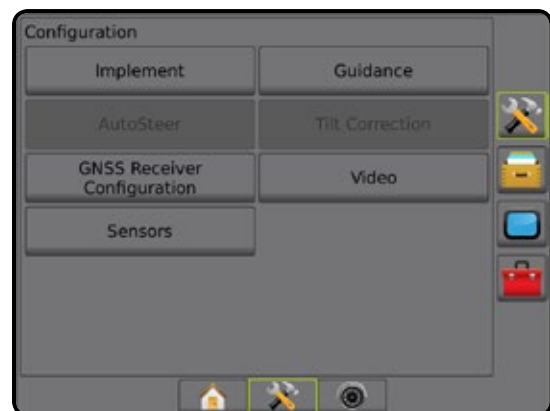 Configuration
Implement
Guidance
AutoSteer
Tilt Correction
GNSS Receiver
Configuration
Video
Sensors